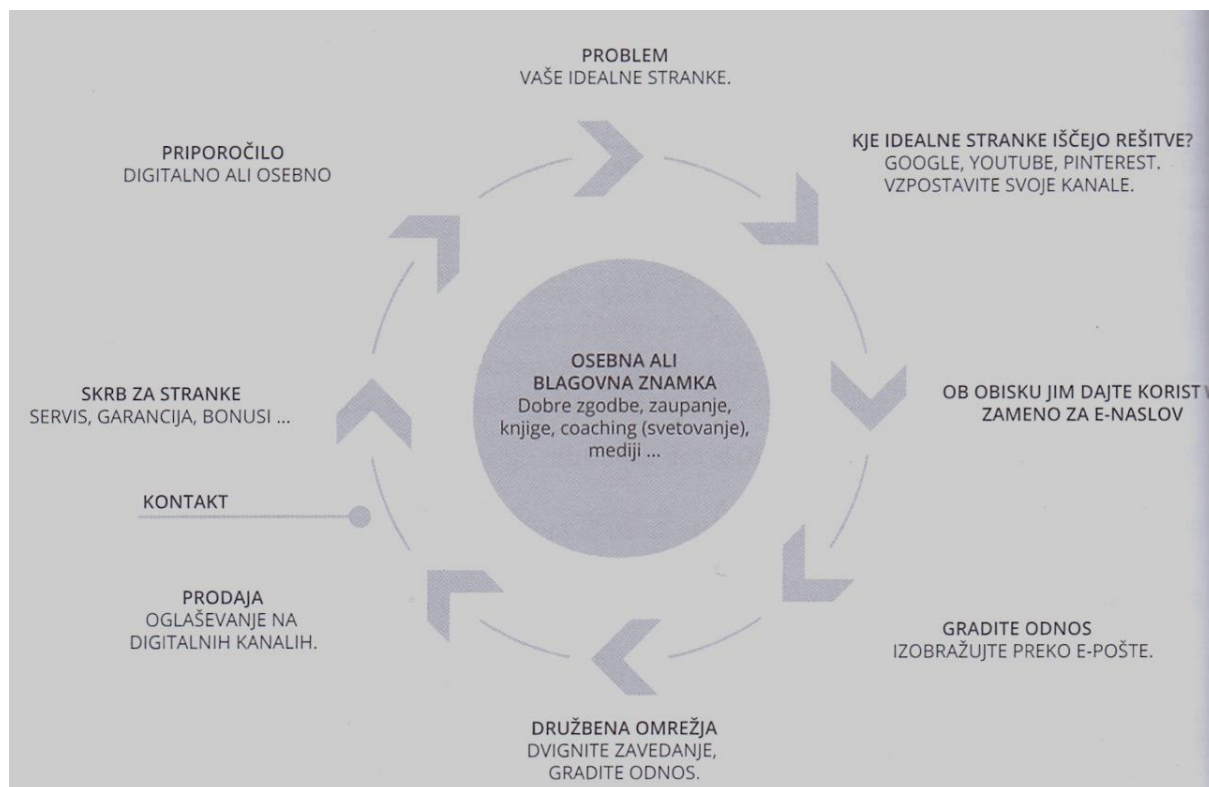 PROBLEM
VAŠE IDEALNE STRANKE.
KJE IDEALNE STRANKE IŠČEJO REŠITVE?
GOOGLE, YOUTUBE, PINTEREST.
VZPOSTAVITE SVOJE KANALE.
OB OBISKU JIM DAJTE KORIST V
ZAMENO ZA E-NASLOV
GRADITE ODNOS
IZOBRAŽUJTE PREKO E-POŠTE.
DRUŽBENA OMREŽJA
DVIGNITE ZAVEDANJE,
GRADITE ODNOS.
PRODAJA
OGLAŠEVANJE NA
DIGITALNIH KANALIH.
KONTAKT
SKRB ZA STRANKE
SERVIS, GARANCIJA, BONUSI ...
PRIPOROČILO
DIGITALNO ALI OSEBNO
OSEBNA ALI
BLAGOVNA ZNAMKA
Dobre zgodbe, zaupanje,
knjige, coaching (svetovanje),
mediji ...